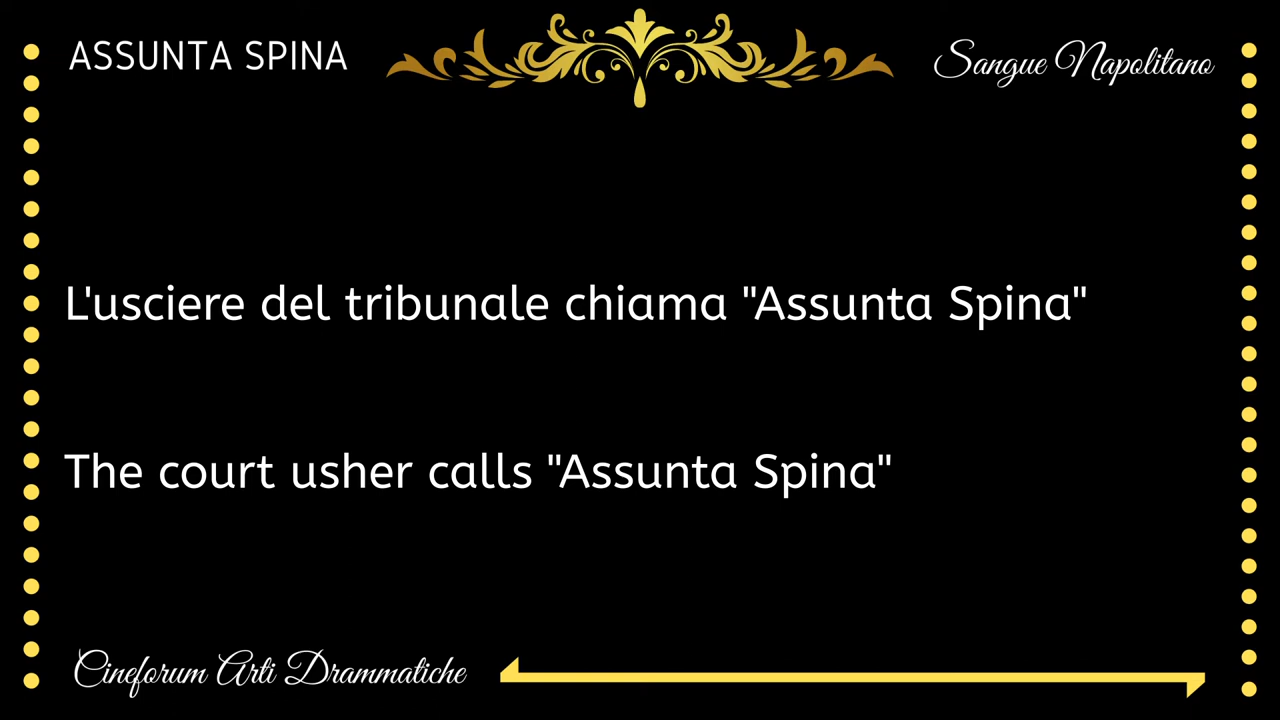 ASSUNTA SPINA
Sangue Napolitano
L'usciere del tribunale chiama "Assunta Spina"
The court usher calls "Assunta Spina"
Cineforum Arti Drammatiche